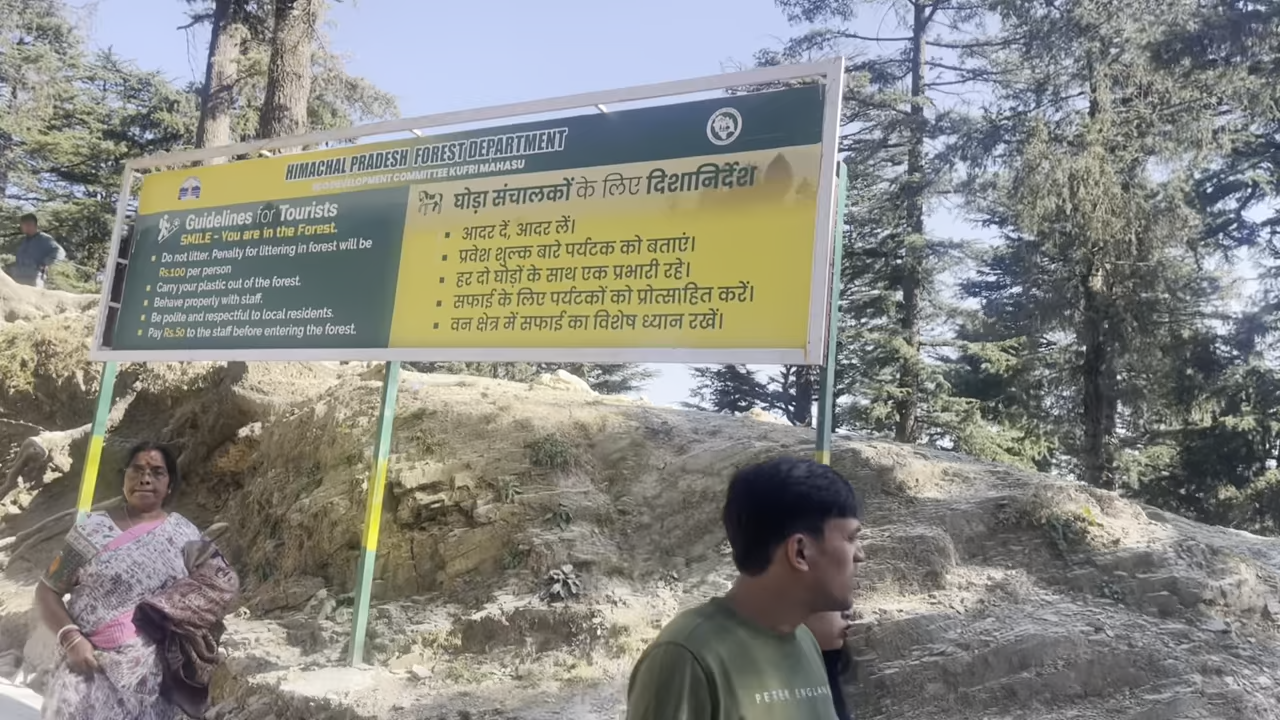 HIMACHAL PRADESH FOREST DEPARTMENT
ECO DEVELOPMENT COMMITTEE KUFRI MAHASU
Guidelines for Tourists
SMILE - You are in the Forest.
▪ Do not litter. Penalty for littering in forest will be
Rs.100 per person
▪ Carry your plastic out of the forest.
▪ Behave properly with staff.
▪ Be polite and respectful to local residents.
▪ Pay Rs.50 to the staff before entering the forest.
घोड़ा संचालकों के लिए दिशानिर्देश
▪ आदर दें, आदर लें।
▪ प्रवेश शुल्क बारे पर्यटक को बताएं।
▪ हर दो घोड़ों के साथ एक प्रभारी रहे।
▪ सफाई के लिए पर्यटकों को प्रोत्साहित करें।
▪ वन क्षेत्र में सफाई का विशेष ध्यान रखें।
PETER ENGLAND